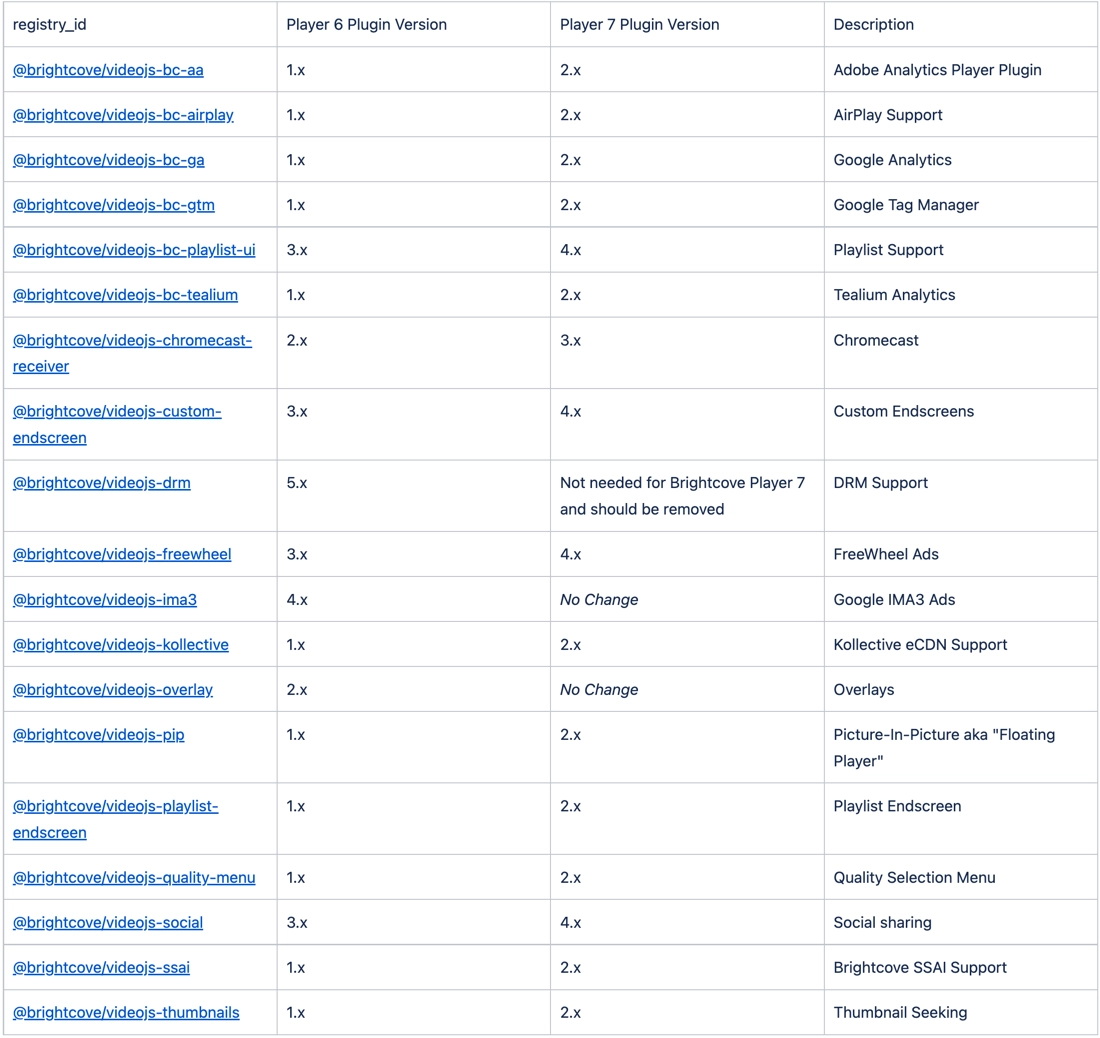 registry_id Player 6 Plugin Version Player 7 Plugin Version Description
@brightcove/videojs-bc-aa 1.x 2.x Adobe Analytics Player Plugin
@brightcove/videojs-bc-airplay 1.x 2.x AirPlay Support
@brightcove/videojs-bc-ga 1.x 2.x Google Analytics
@brightcove/videojs-bc-gtm 1.x 2.x Google Tag Manager
@brightcove/videojs-bc-playlist-ui 3.x 4.x Playlist Support
@brightcove/videojs-bc-tealium 1.x 2.x Tealium Analytics
@brightcove/videojs-chromecast- 2.x 3.x Chromecast
receiver
@brightcove/videojs-custom- 3.x 4.x Custom Endscreens
endscreen
@brightcove/videojs-drm 5.x Not needed for Brightcove Player 7 DRM Support
and should be removed
@brightcove/videojs-freewheel 3.x 4.x FreeWheel Ads
@brightcove/videojs-ima3 4.x No Change Google IMA3 Ads
@brightcove/videojs-kollective 1.x 2.x Kollective eCDN Support
@brightcove/videojs-overlay 2.x No Change Overlays
@brightcove/videojs-pip 1.x 2.x Picture-In-Picture aka "Floating
Player"
@brightcove/videojs-playlist- 1.x 2.x Playlist Endscreen
endscreen
@brightcove/videojs-quality-menu 1.x 2.x Quality Selection Menu
@brightcove/videojs-social 3.x 4.x Social sharing
@brightcove/videojs-ssai 1.x 2.x Brightcove SSAI Support
@brightcove/videojs-thumbnails 1.x 2.x Thumbnail Seeking